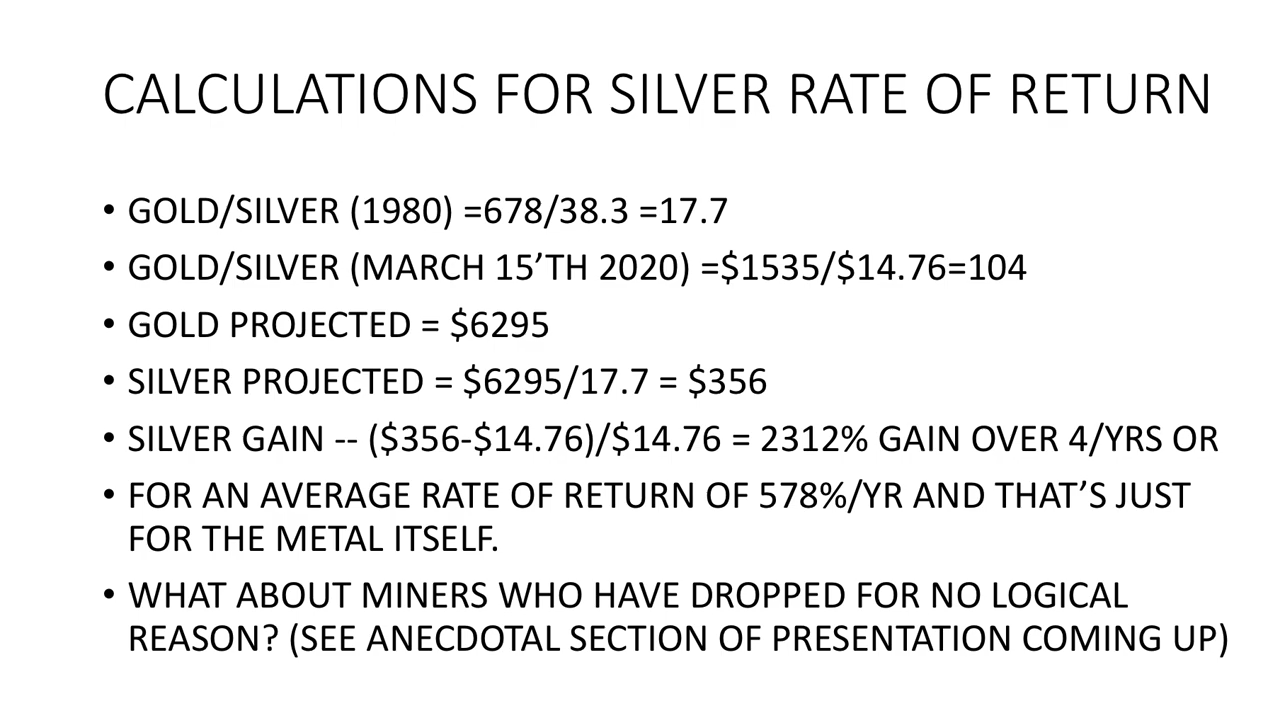 CALCULATIONS FOR SILVER RATE OF RETURN
• GOLD/SILVER (1980) =678/38.3 =17.7
• GOLD/SILVER (MARCH 15’TH 2020) =$1535/$14.76=104
• GOLD PROJECTED = $6295
• SILVER PROJECTED = $6295/17.7 = $356
• SILVER GAIN -- ($356-$14.76)/$14.76 = 2312% GAIN OVER 4/YRS OR
• FOR AN AVERAGE RATE OF RETURN OF 578%/YR AND THAT’S JUST
FOR THE METAL ITSELF.
• WHAT ABOUT MINERS WHO HAVE DROPPED FOR NO LOGICAL
REASON? (SEE ANECDOTAL SECTION OF PRESENTATION COMING UP)